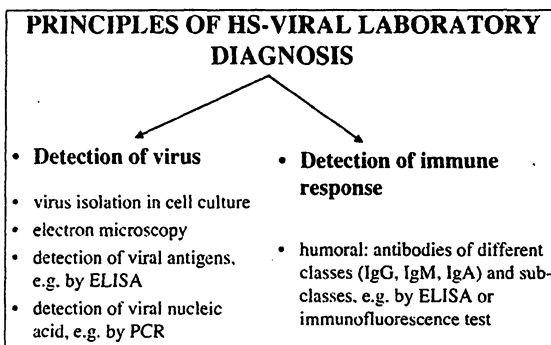 PRINCIPLES OF HS-VIRAL LABORATORY
DIAGNOSIS
• Detection of virus
• virus isolation in cell culture
• electron microscopy
• detection of viral antigens,
e.g. by ELISA
• detection of viral nucleic
acid, e.g. by PCR
• Detection of immune
response
• humoral: antibodies of different
classes (IgG, IgM, IgA) and sub-
classes, e.g. by ELISA or
immunofluorescence test